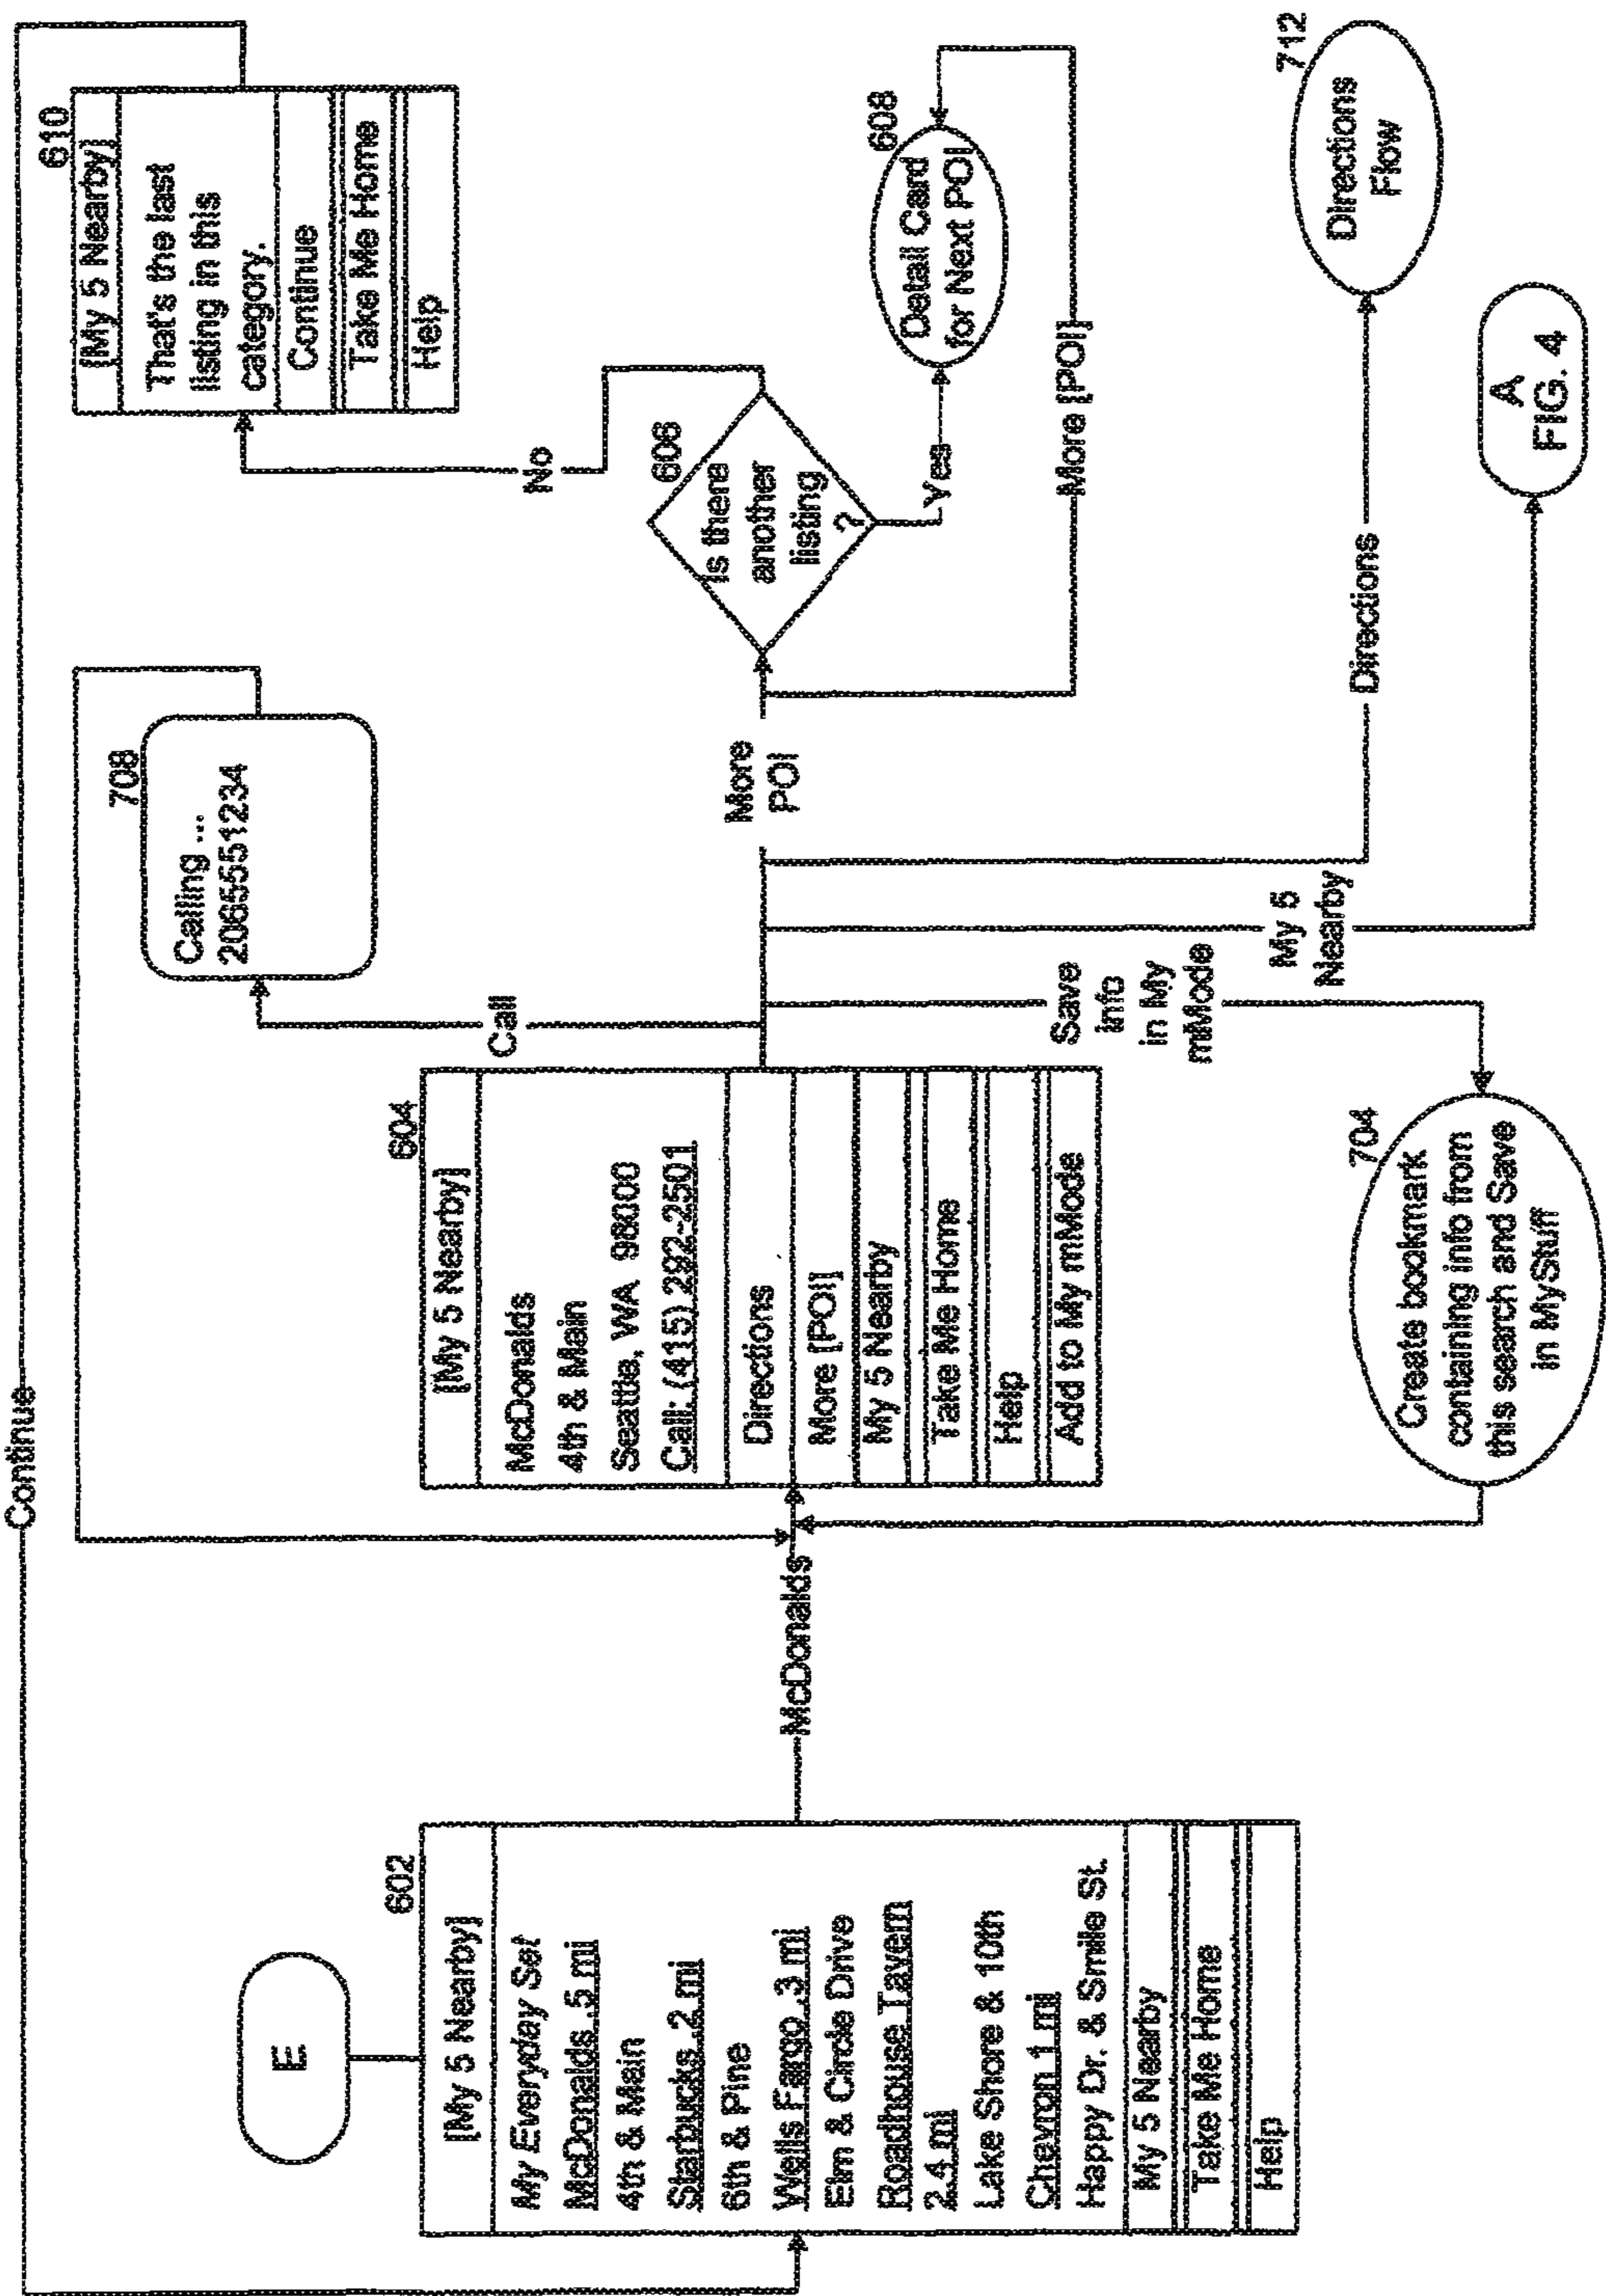 Continue
E
602
[My 5 Nearby]
My Everyday Set
McDonalds .5 mi
4th & Main
Starbucks .2 mi
6th & Pine
Wells Fargo .3 mi
Elm & Circle Drive
Roadhouse Tavern
2.4 mi
Lake Shore & 10th
Chevron 1 mi
Happy Dr. & Smile St.
My 5 Nearby
Take Me Home
Help
McDonalds
604
[My 5 Nearby]
McDonalds
4th & Main
Seattle, WA 98000
Call: (415) 292-2501
Directions
More [POI]
My 5 Nearby
Take Me Home
Help
Add to My mMode
704
Create bookmark
containing info from
this search and Save
in MyStuff
Call
708
Calling ...
2065551234
Save
info
in My
mMode
My 5
Nearby
More
POI
Directions
606
Is there
another
listing
?
No
Yes
More [POI]
610
[My 5 Nearby]
That's the last
listing in this
category.
Continue
Take Me Home
Help
608
Detail Card
for Next POI
712
Directions
Flow
A
FIG. 4